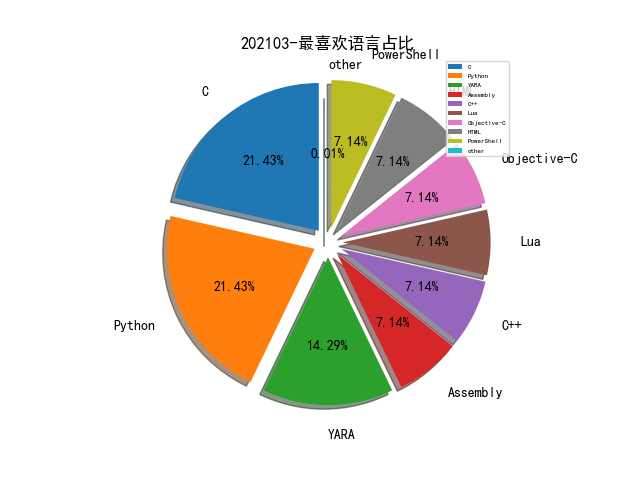 202103-最喜欢语言占比
other
PowerShell
C
Objective-C
Lua
C++
Assembly
YARA
Python
21.43%
0.01%
7.14%
7.14%
7.14%
7.14%
7.14%
7.14%
14.29%
21.43%
C
Python
YARA
Assembly
C++
Lua
Objective-C
HTML
PowerShell
other